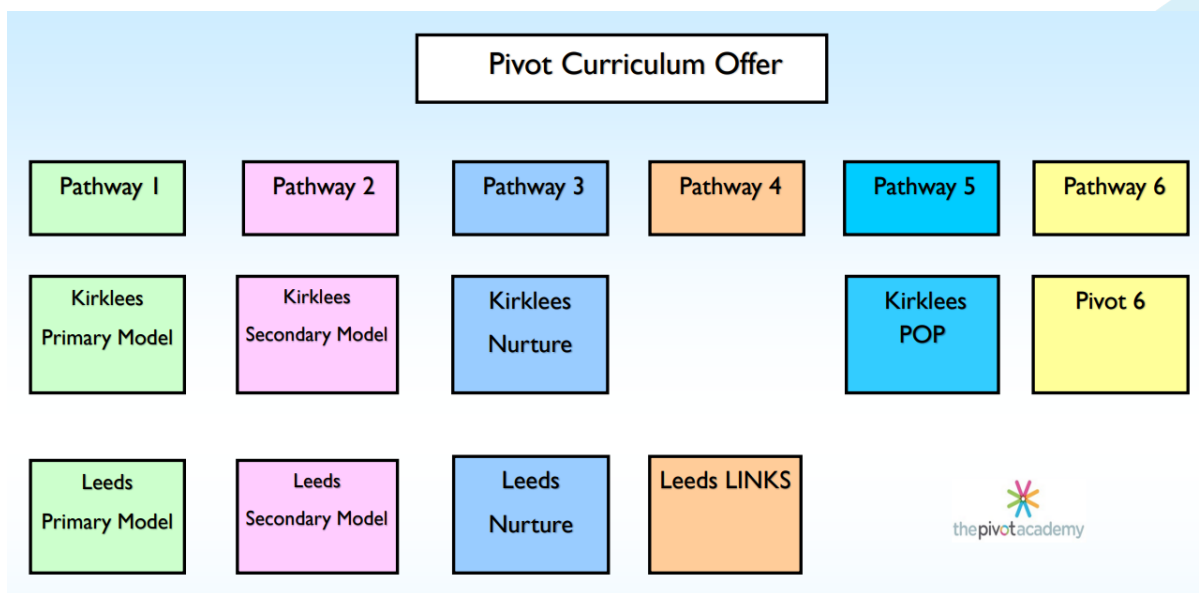 Pivot Curriculum Offer
Pathway 1
Pathway 2
Pathway 3
Pathway 4
Pathway 5
Pathway 6
Kirklees
Primary Model
Kirklees
Secondary Model
Kirklees
Nurture
Kirklees
POP
Pivot 6
Leeds
Primary Model
Leeds
Secondary Model
Leeds
Nurture
Leeds LINKS
thepivotacademy